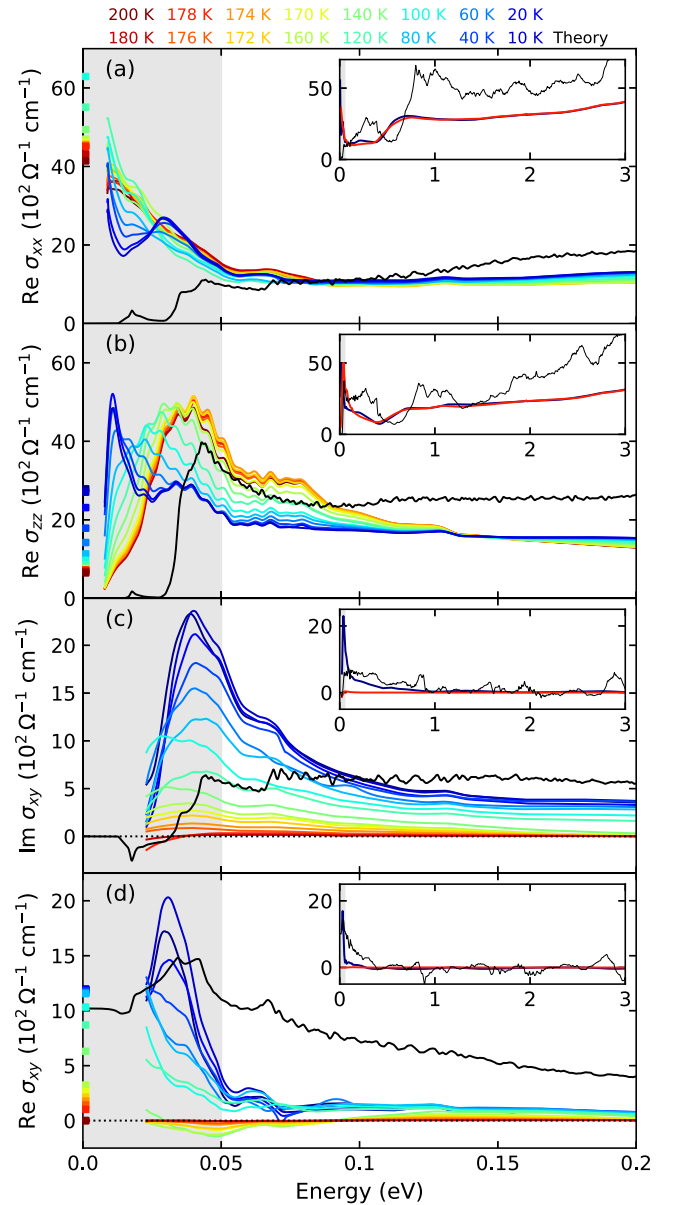 200 K 178 K 174 K 170 K 140 K 100 K 60 K 20 K
180 K 176 K 172 K 160 K 120 K 80 K 40 K 10 K Theory
(a)
Re σxx (10² Ω⁻¹ cm⁻¹)
60
40
20
0
50
0
0 1 2 3
(b)
Re σzz (10² Ω⁻¹ cm⁻¹)
60
40
20
0
50
0
0 1 2 3
(c)
Im σxy (10² Ω⁻¹ cm⁻¹)
20
15
10
5
0
20
0
0 1 2 3
(d)
Re σxy (10² Ω⁻¹ cm⁻¹)
20
15
10
5
0
20
0
0 1 2 3
0.0 0.05 0.1 0.15 0.2
Energy (eV)